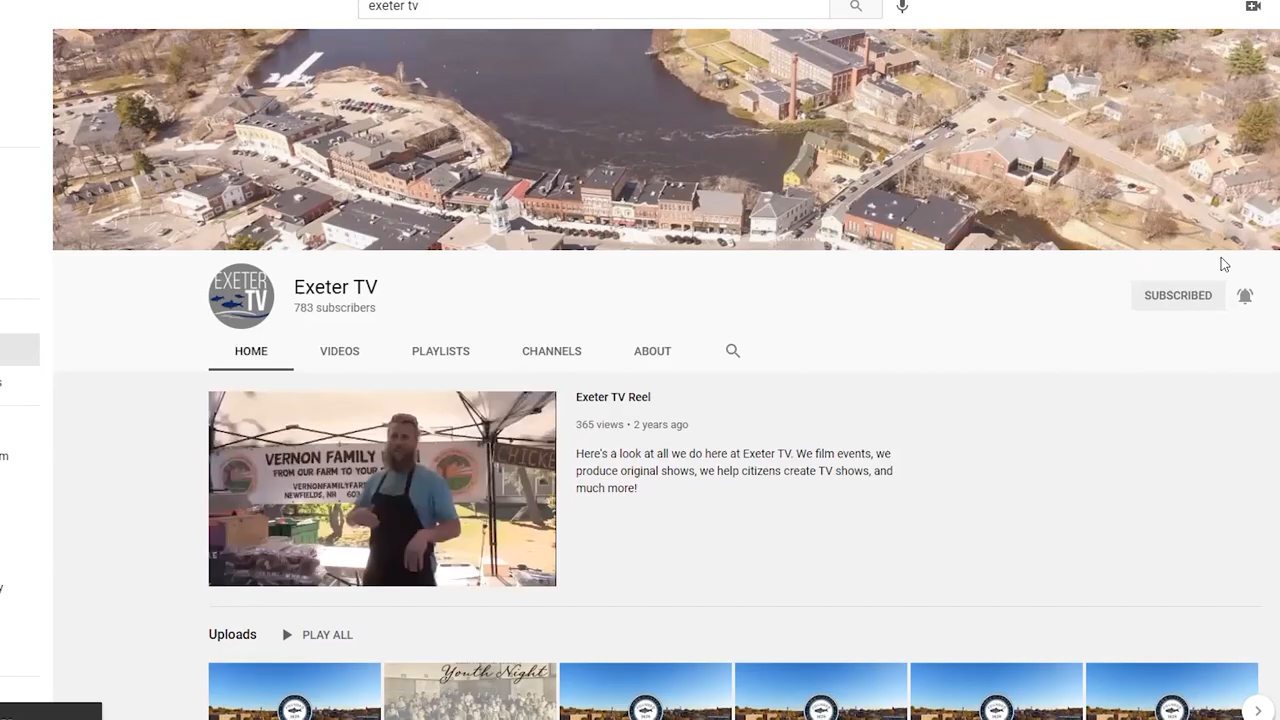 exeter tv
EXETER
TV
Exeter TV
783 subscribers
SUBSCRIBED
HOME
VIDEOS
PLAYLISTS
CHANNELS
ABOUT
VERNON FAMILY
FROM OUR FARM TO YOUR
NEWFIELDS, NH
Exeter TV Reel
365 views • 2 years ago
Here's a look at all we do here at Exeter TV. We film events, we
produce original shows, we help citizens create TV shows, and
much more!
Uploads
PLAY ALL
Youth Night